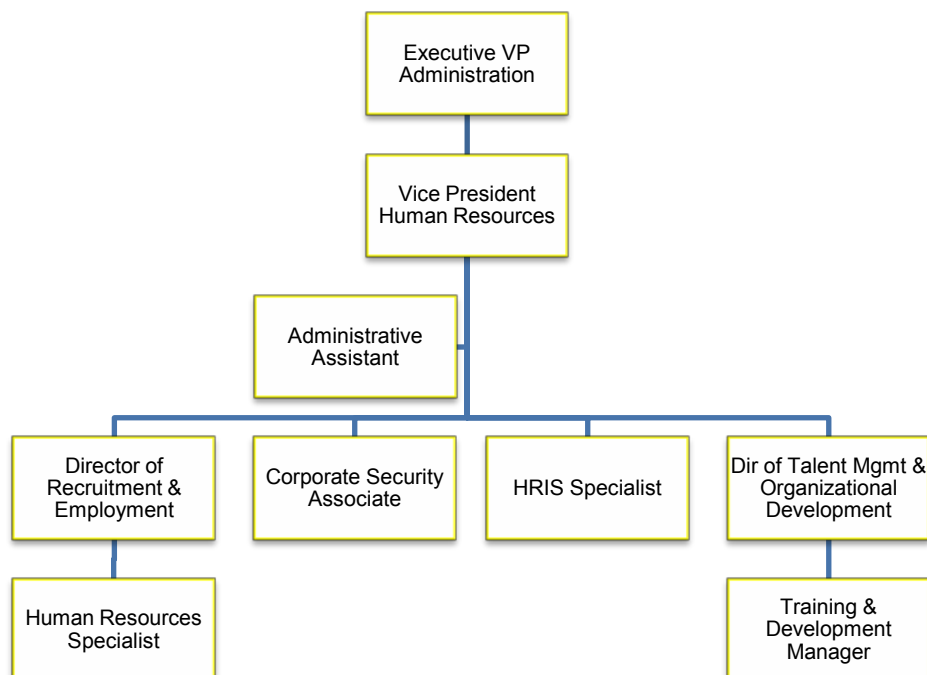 Executive VP
Administration
Vice President
Human Resources
Administrative
Assistant
Director of
Recruitment &
Employment
Corporate Security
Associate
HRIS Specialist
Dir of Talent Mgmt &
Organizational
Development
Human Resources
Specialist
Training &
Development
Manager